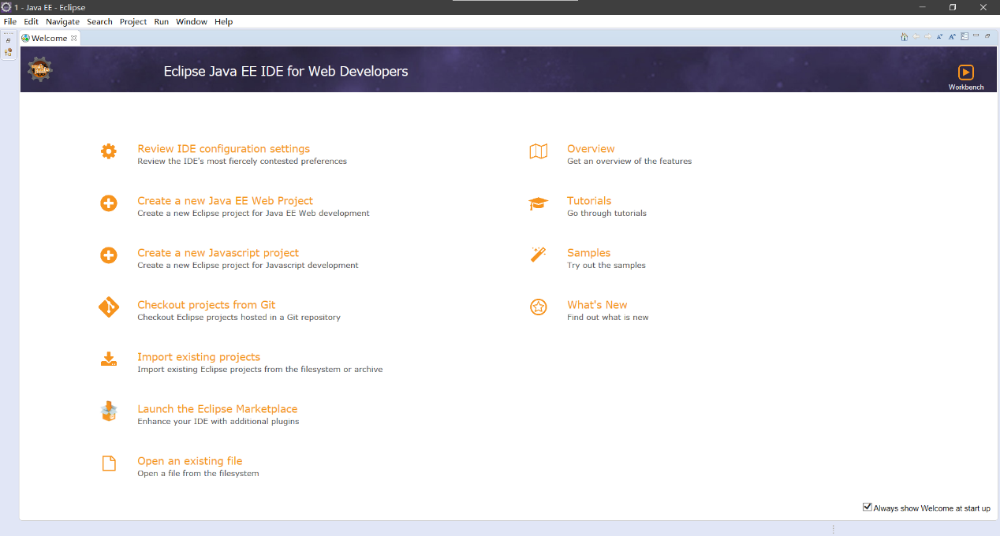 1 - Java EE - Eclipse
File Edit Navigate Search Project Run Window Help
Welcome
Eclipse Java EE IDE for Web Developers
Workbench
Review IDE configuration settings
Review the IDE's most fiercely contested preferences
Create a new Java EE Web Project
Create a new Eclipse project for Java EE Web development
Create a new Javascript project
Create a new Eclipse project for Javascript development
Checkout projects from Git
Checkout Eclipse projects hosted in a Git repository
Import existing projects
Import existing Eclipse projects from the filesystem or archive
Launch the Eclipse Marketplace
Enhance your IDE with additional plugins
Open an existing file
Open a file from the filesystem
Overview
Get an overview of the features
Tutorials
Go through tutorials
Samples
Try out the samples
What's New
Find out what is new
Always show Welcome at start up